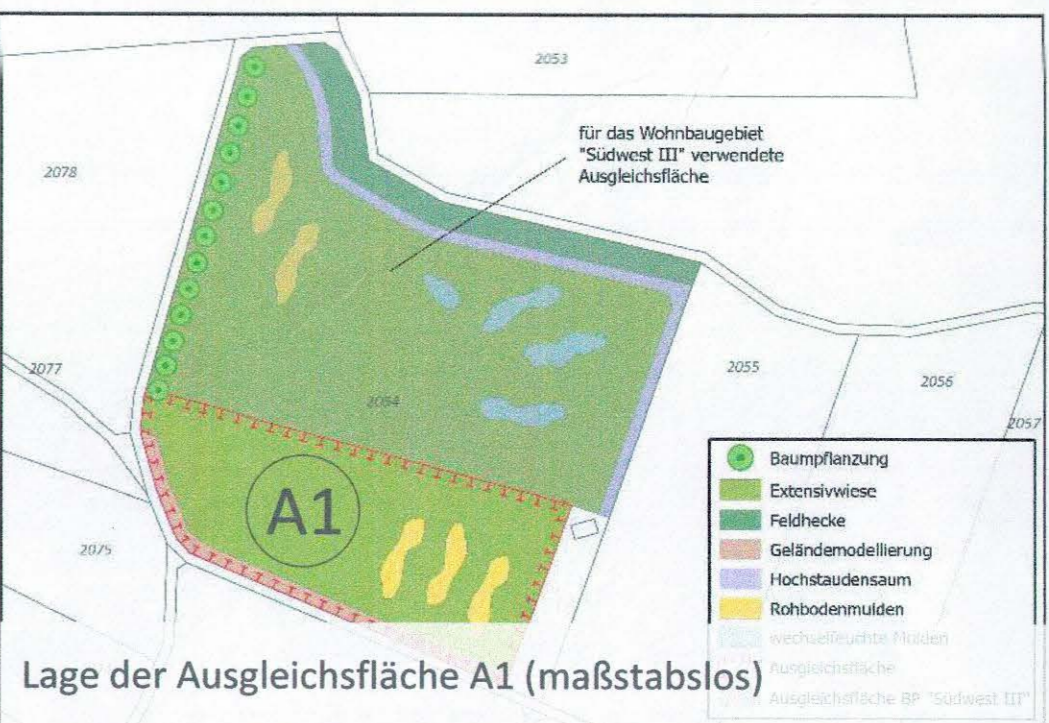 2053
für das Wohnbaugebiet
"Südwest III" verwendete
Ausgleichsfläche
2078
2077
2055
2056
2057
A1
2075
Baumpflanzung
Extensivwiese
Feldhecke
Geländemodellierung
Hochstaudensaum
Rohbodenmulden
wechselfeuchte Mulden
Ausgleichsfläche
Ausgleichsfläche BP "Südwest III"
Lage der Ausgleichsfläche A1 (maßstabslos)